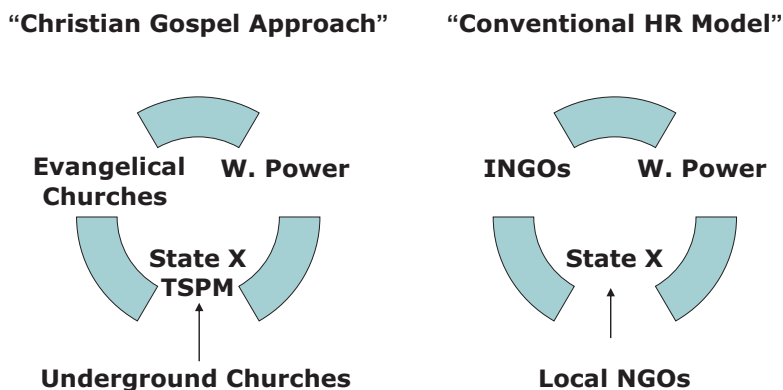 “Christian Gospel Approach”
“Conventional HR Model”
Evangelical
Churches
W. Power
State X
TSPM
Underground Churches
INGOs
W. Power
State X
Local NGOs